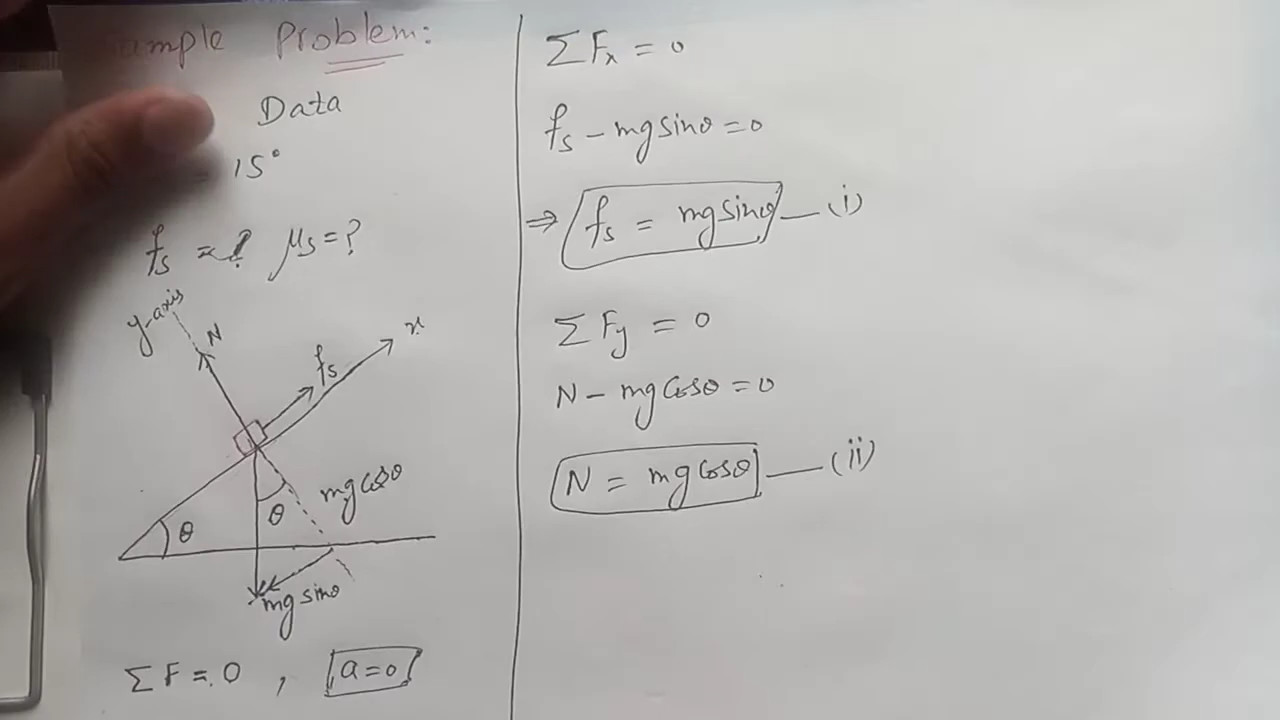 Problem:
Data
15°
fs = ? μs = ?
y-axis
N
fs
x
mg cosθ
θ
θ
mg sinθ
ΣF = 0 , a = 0
ΣFx = 0
fs - mg sinθ = 0
⇒ fs = mg sinθ — (i)
ΣFy = 0
N - mg Cosθ = 0
N = mg Cosθ — (ii)